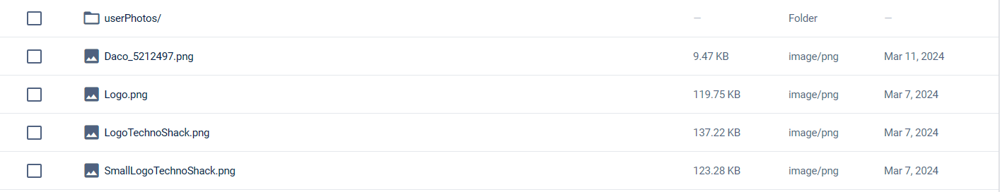 userPhotos/ — Folder —
Daco_5212497.png 9.47 KB image/png Mar 11, 2024
Logo.png 119.75 KB image/png Mar 7, 2024
LogoTechnoShack.png 137.22 KB image/png Mar 7, 2024
SmallLogoTechnoShack.png 123.28 KB image/png Mar 7, 2024